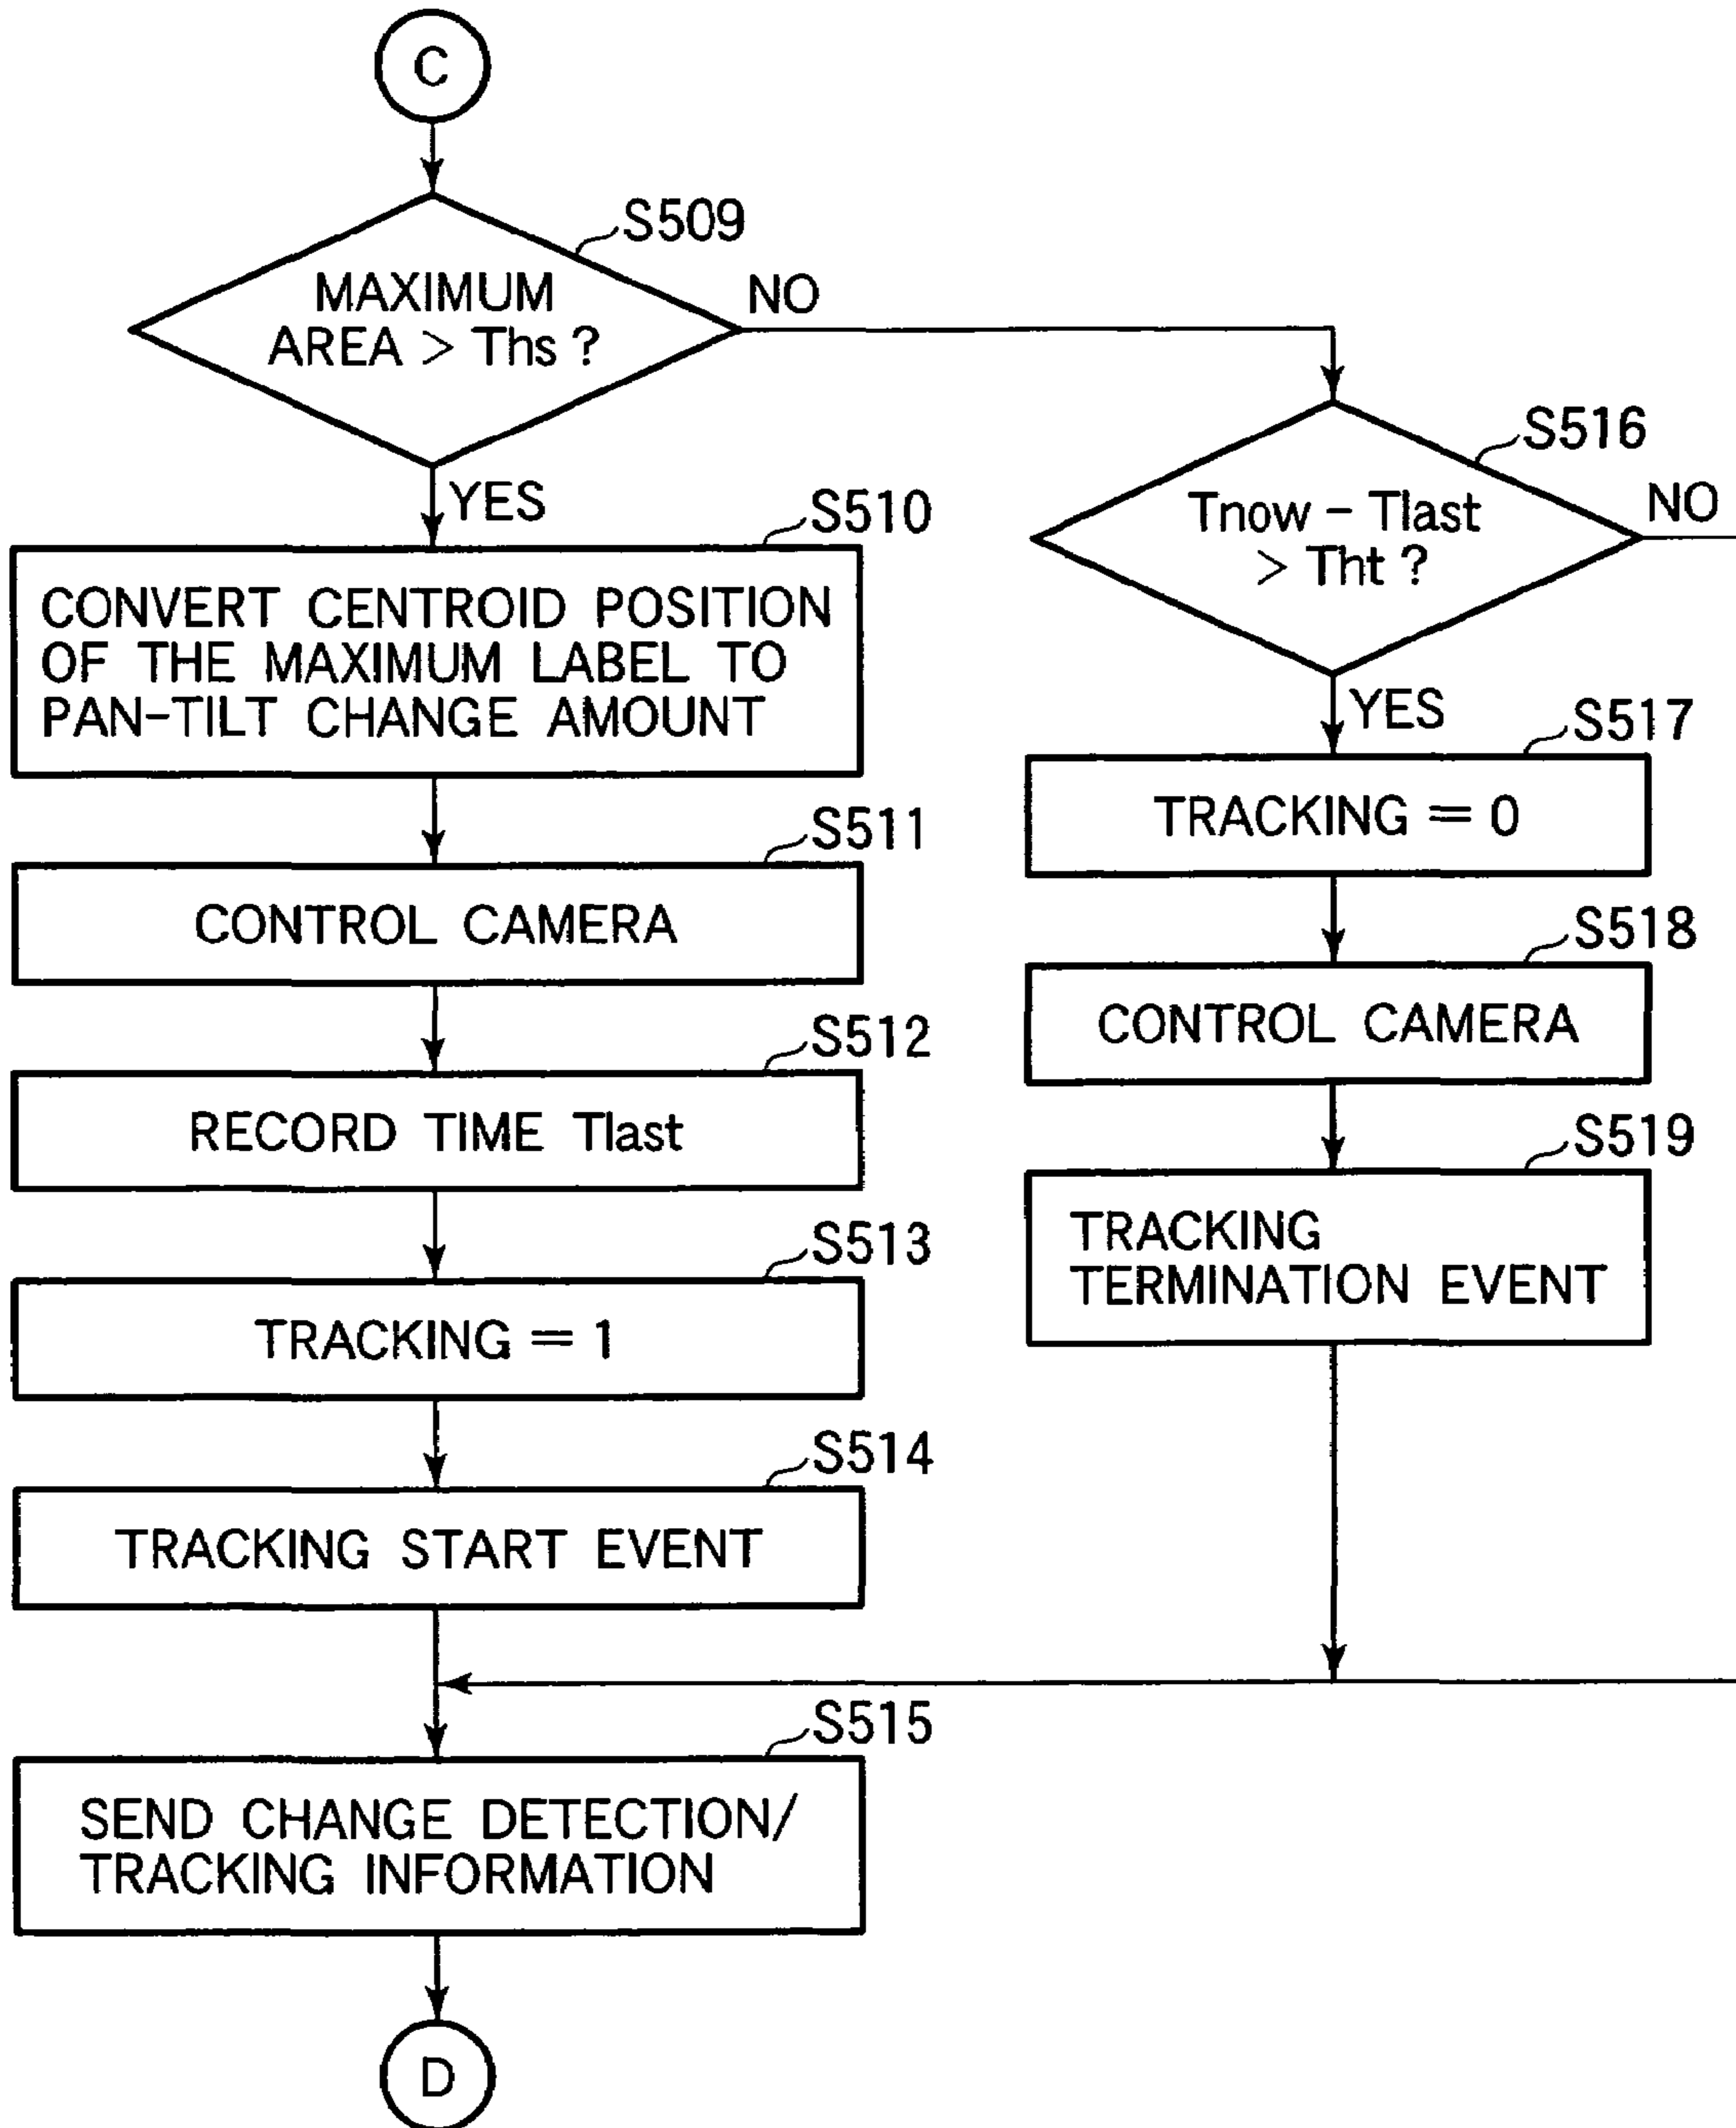 C
S509
MAXIMUM
AREA > Ths ?
NO
YES
S510
CONVERT CENTROID POSITION
OF THE MAXIMUM LABEL TO
PAN-TILT CHANGE AMOUNT
S511
CONTROL CAMERA
S512
RECORD TIME Tlast
S513
TRACKING = 1
S514
TRACKING START EVENT
S515
SEND CHANGE DETECTION/
TRACKING INFORMATION
D
S516
Tnow - Tlast
> Tht ?
NO
YES
S517
TRACKING = 0
S518
CONTROL CAMERA
S519
TRACKING
TERMINATION EVENT